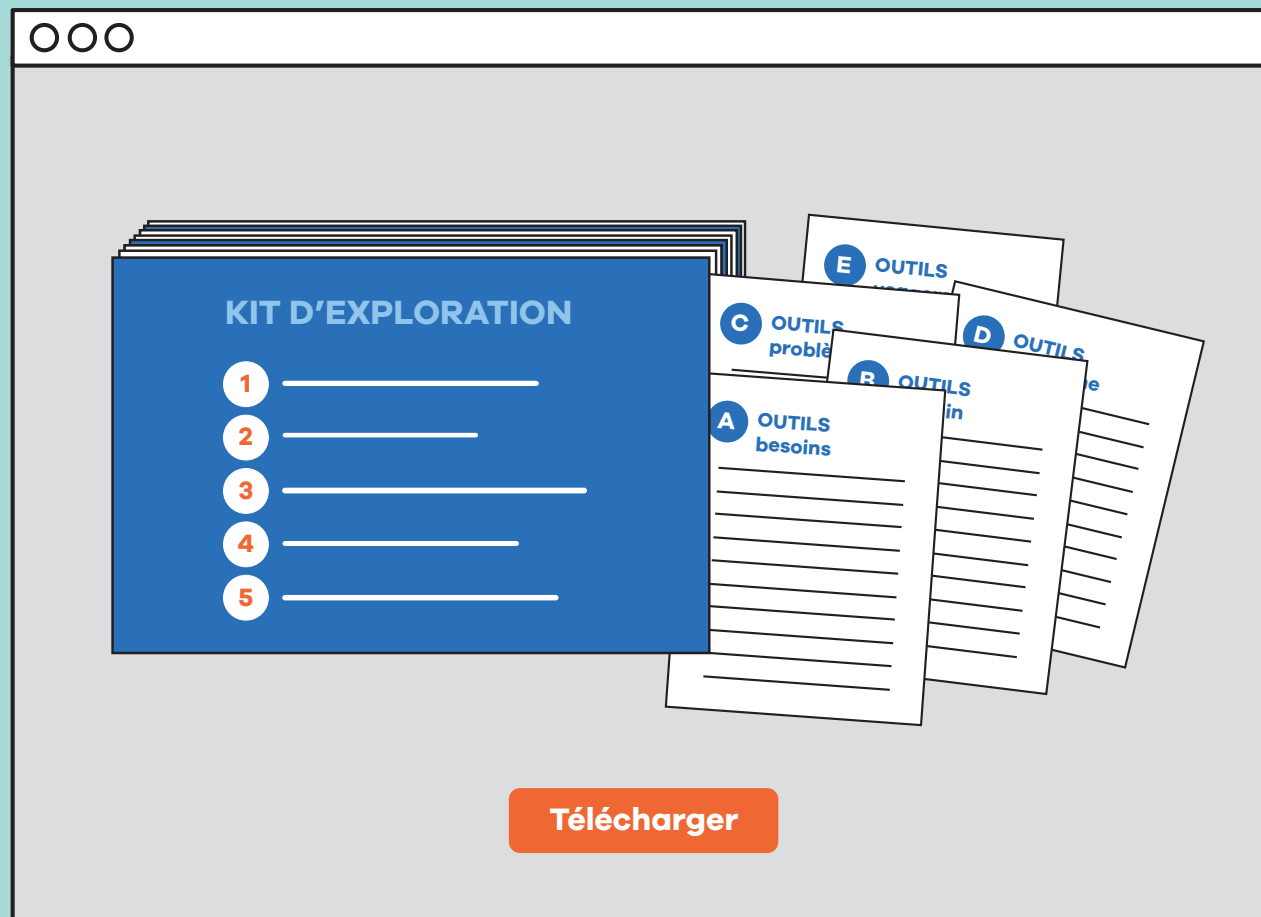 KIT D'EXPLORATION
1
2
3
4
5
E
OUTILS
C
OUTILS
D
OUTILS
B
OUTILS
A
OUTILS
besoins
Télécharger